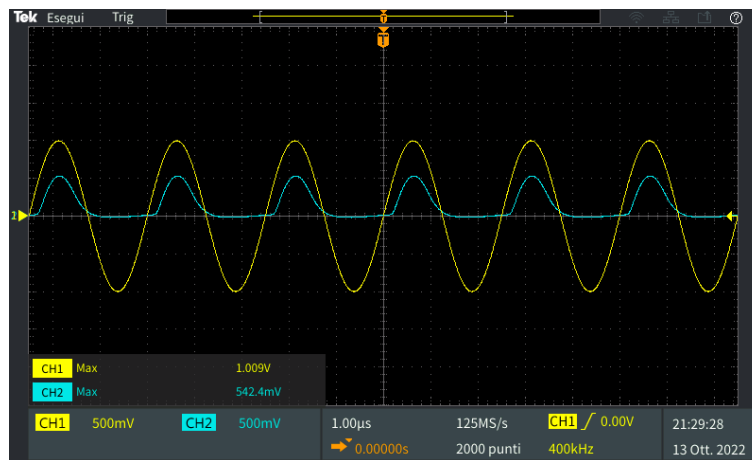 Tek Esegui Trig
T
T
1
CH1 Max 1.009V
CH2 Max 542.4mV
CH1 500mV CH2 500mV 1.00µs 125MS/s CH1 0.00V 21:29:28
0.00000s 2000 punti 400kHz 13 Ott. 2022